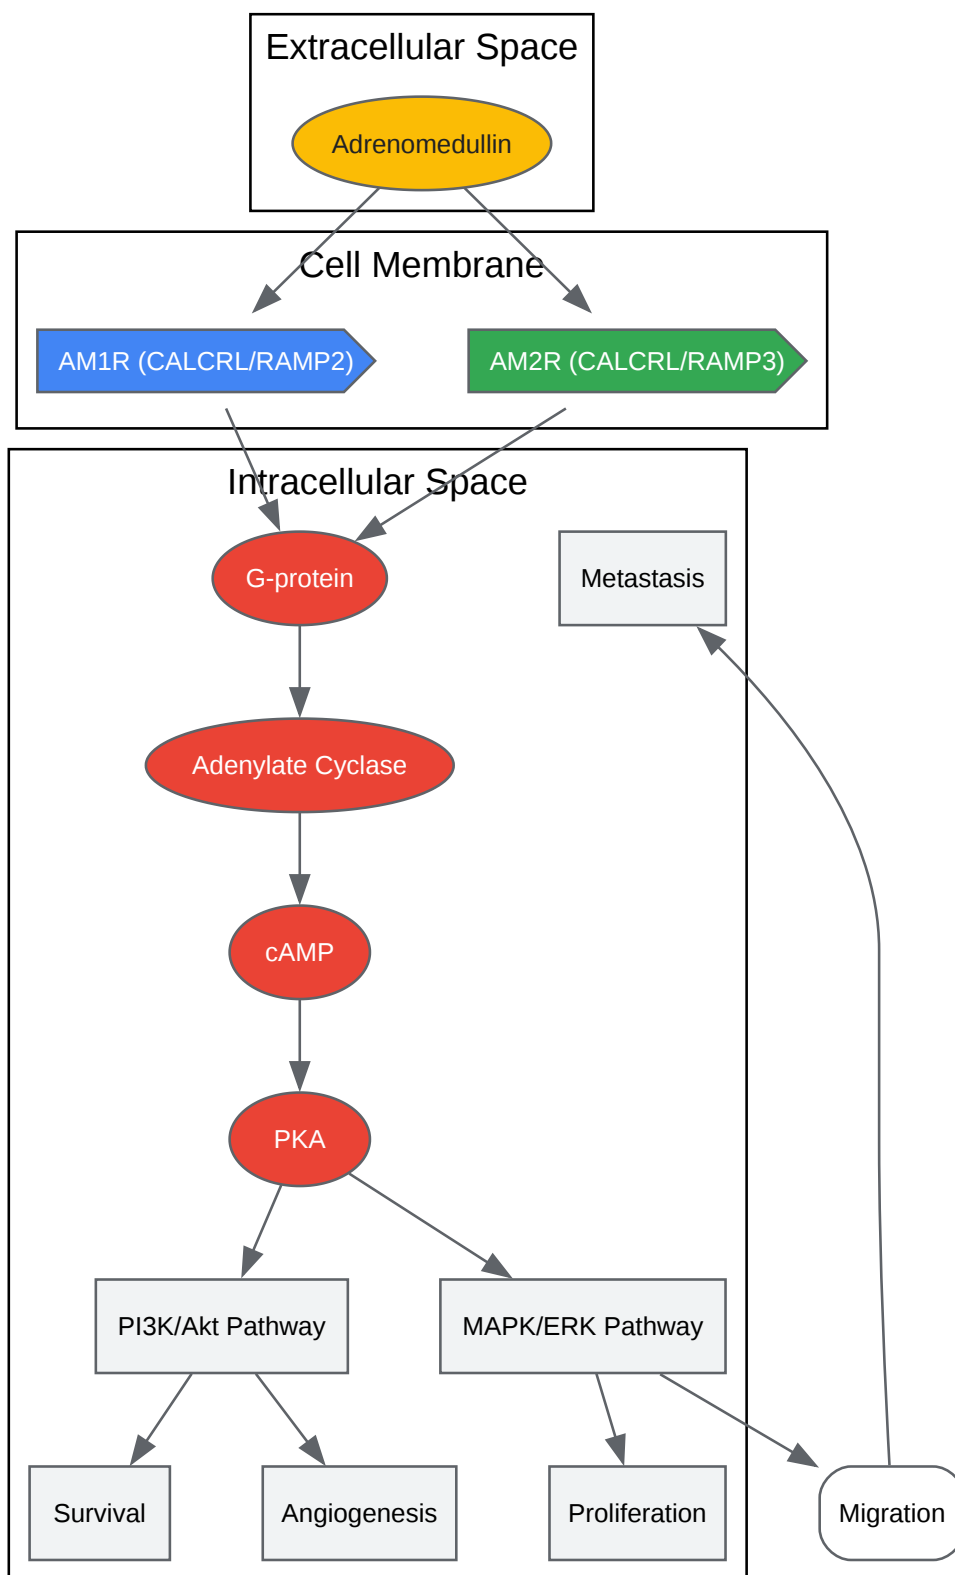 Extracellular Space
Adrenomedullin
Cell Membrane
AM1R (CALCRL/RAMP2)
AM2R (CALCRL/RAMP3)
Intracellular Space
G-protein
Metastasis
Adenylate Cyclase
cAMP
PKA
PI3K/Akt Pathway
MAPK/ERK Pathway
Survival
Angiogenesis
Proliferation
Migration